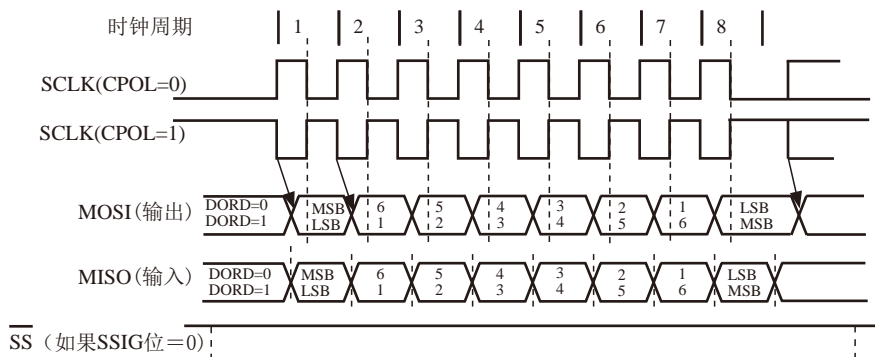 时钟周期 1 2 3 4 5 6 7 8
SCLK(CPOL=0)
SCLK(CPOL=1)
MOSI(输出) DORD=0 MSB 6 5 4 3 2 1 LSB
DORD=1 LSB 1 2 3 4 5 6 MSB
MISO(输入) DORD=0 MSB 6 5 4 3 2 1 LSB
DORD=1 LSB 1 2 3 4 5 6 MSB
SS（如果SSIG位＝0）